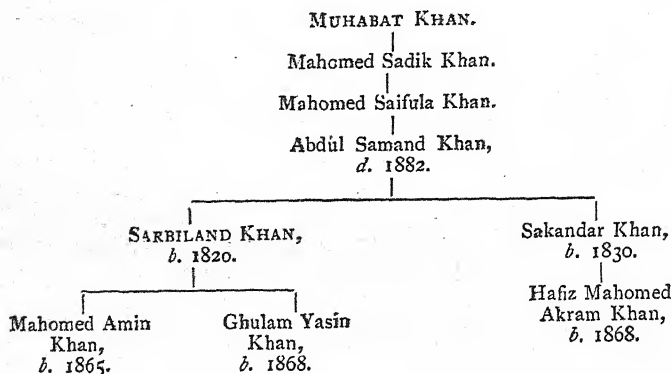 MUHABAT KHAN.
Mahomed Sadik Khan.
Mahomed Saifula Khan.
Abdúl Samand Khan,
d. 1882.
SARBILAND KHAN,
b. 1820.
Sakandar Khan,
b. 1830.
Mahomed Amin
Khan,
b. 1865.
Ghulam Yasin
Khan,
b. 1868.
Hafiz Mahomed
Akram Khan,
b. 1868.